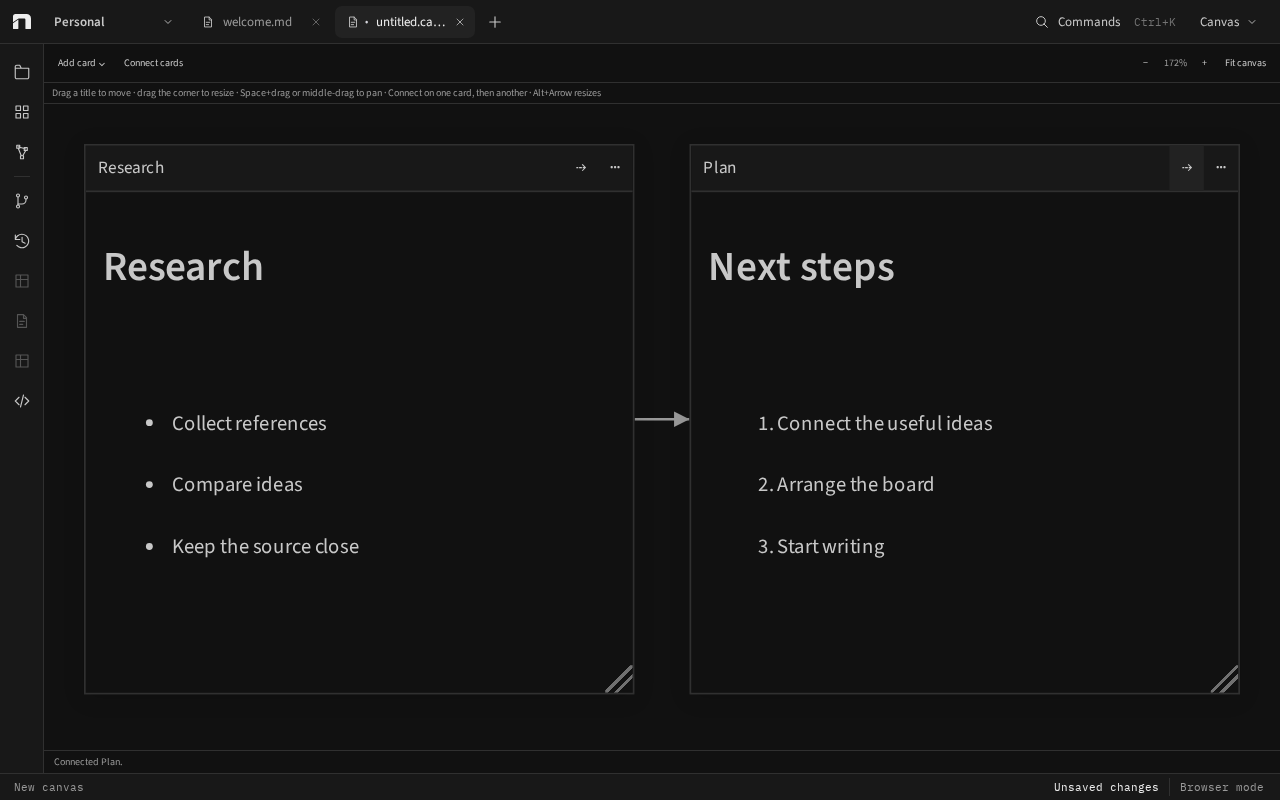 Personal
welcome.md
• untitled.ca...
Commands Ctrl+K
Canvas
Add card
Connect cards
− 172% +
Fit canvas
Drag a title to move · drag the corner to resize · Space+drag or middle-drag to pan · Connect on one card, then another · Alt+Arrow resizes
Research
Research
• Collect references
• Compare ideas
• Keep the source close
Plan
Next steps
1. Connect the useful ideas
2. Arrange the board
3. Start writing
Connected Plan.
New canvas
Unsaved changes
Browser mode